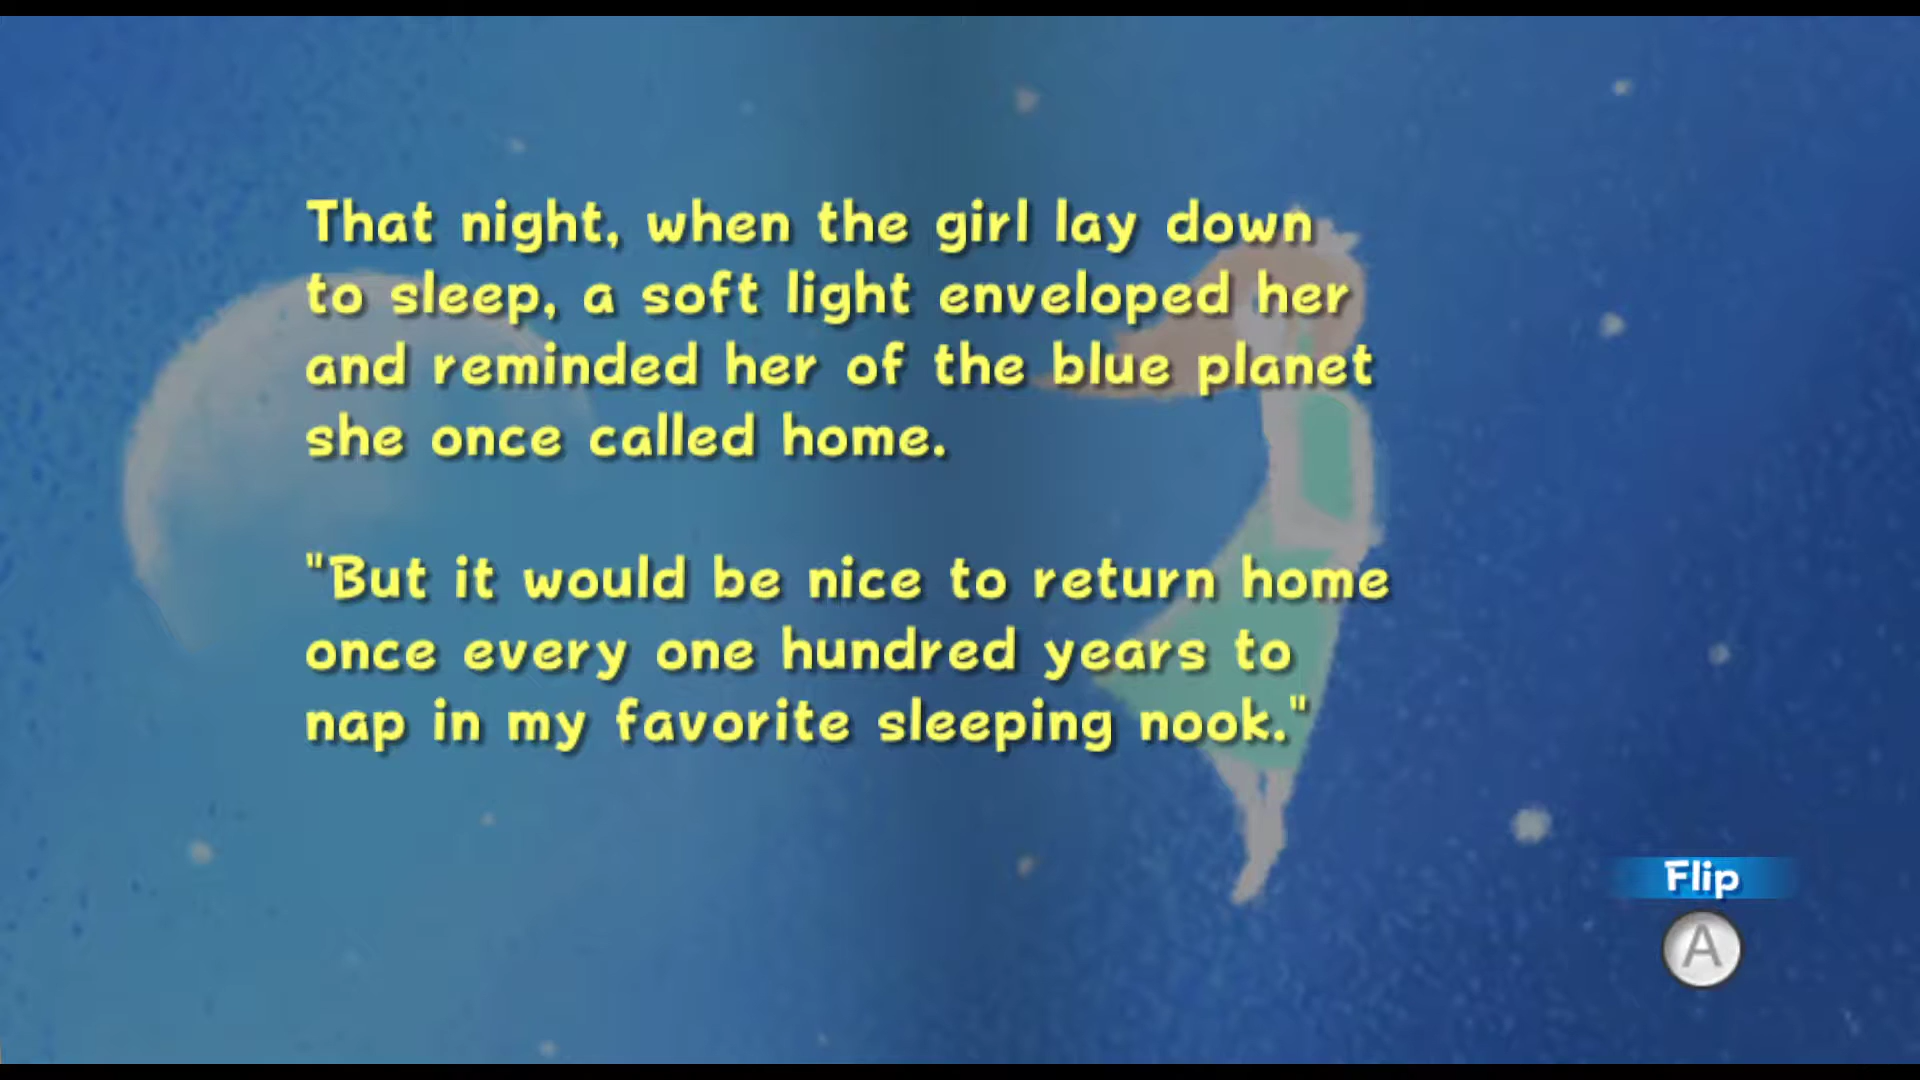 That night, when the girl lay down
to sleep, a soft light enveloped her
and reminded her of the blue planet
she once called home.
"But it would be nice to return home
once every one hundred years to
nap in my favorite sleeping nook."
Flip
A